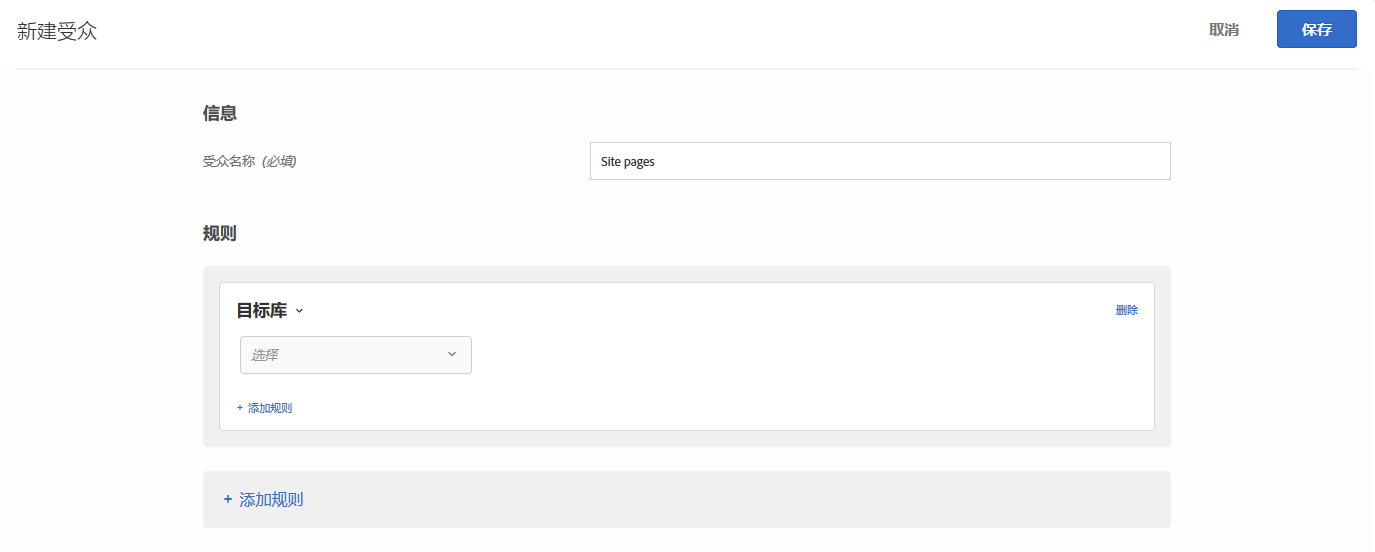 新建受众
取消
保存
信息
受众名称 (必填)
Site pages
规则
目标库
删除
选择
+ 添加规则
+ 添加规则